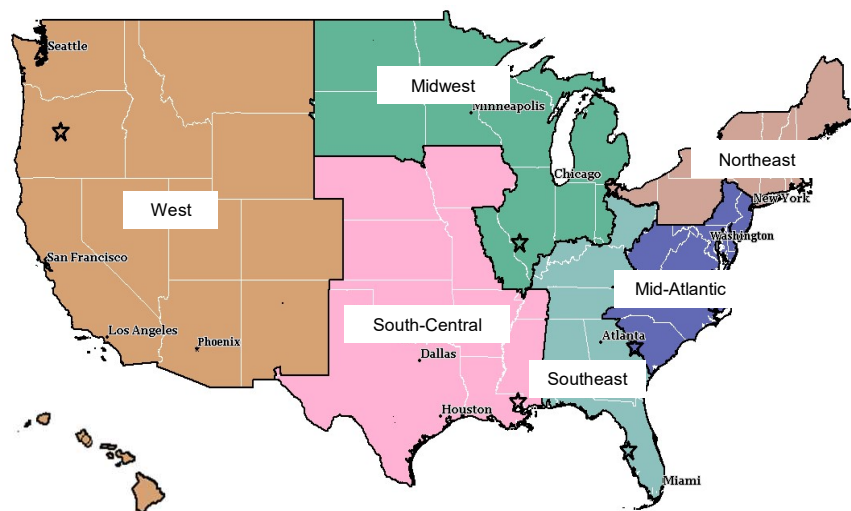 Seattle
Midwest
Minneapolis
Northeast
Chicago
New York
West
Washington
San Francisco
Mid-Atlantic
South-Central
Los Angeles
Phoenix
Atlanta
Dallas
Southeast
Houston
Miami